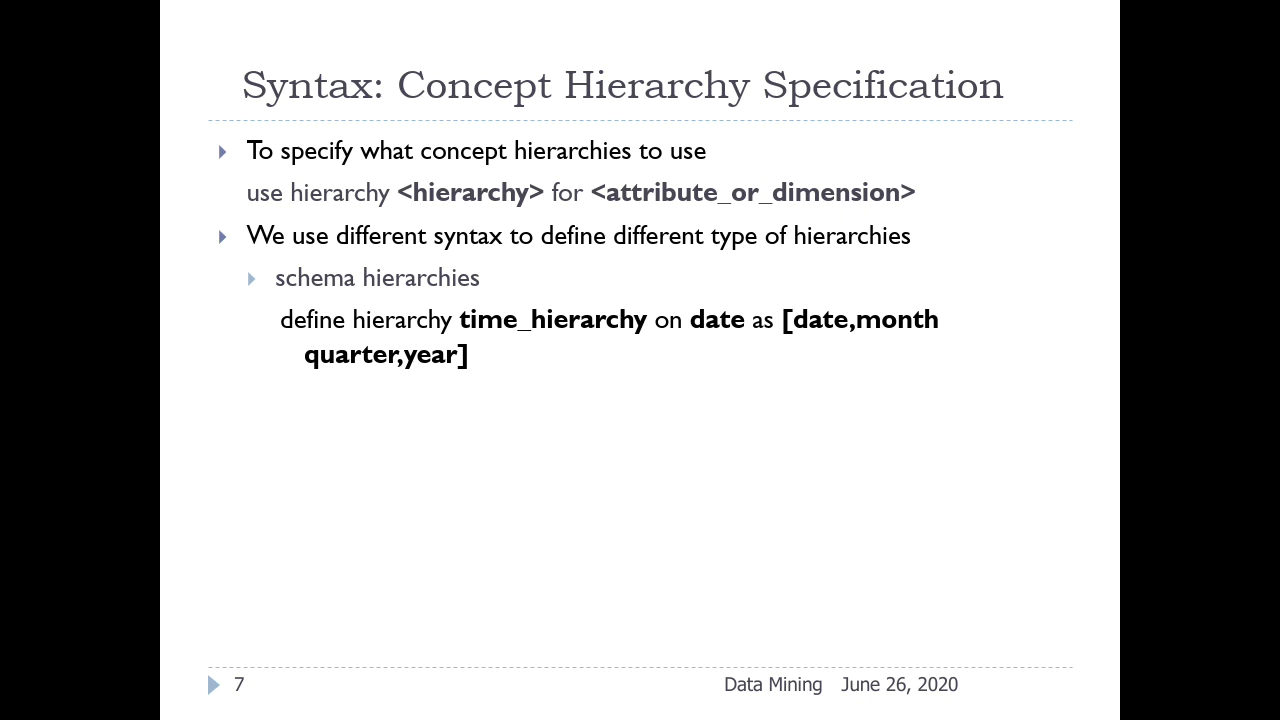 Syntax: Concept Hierarchy Specification
To specify what concept hierarchies to use
use hierarchy <hierarchy> for <attribute_or_dimension>
We use different syntax to define different type of hierarchies
schema hierarchies
define hierarchy time_hierarchy on date as [date,month
quarter,year]
7
Data Mining June 26, 2020